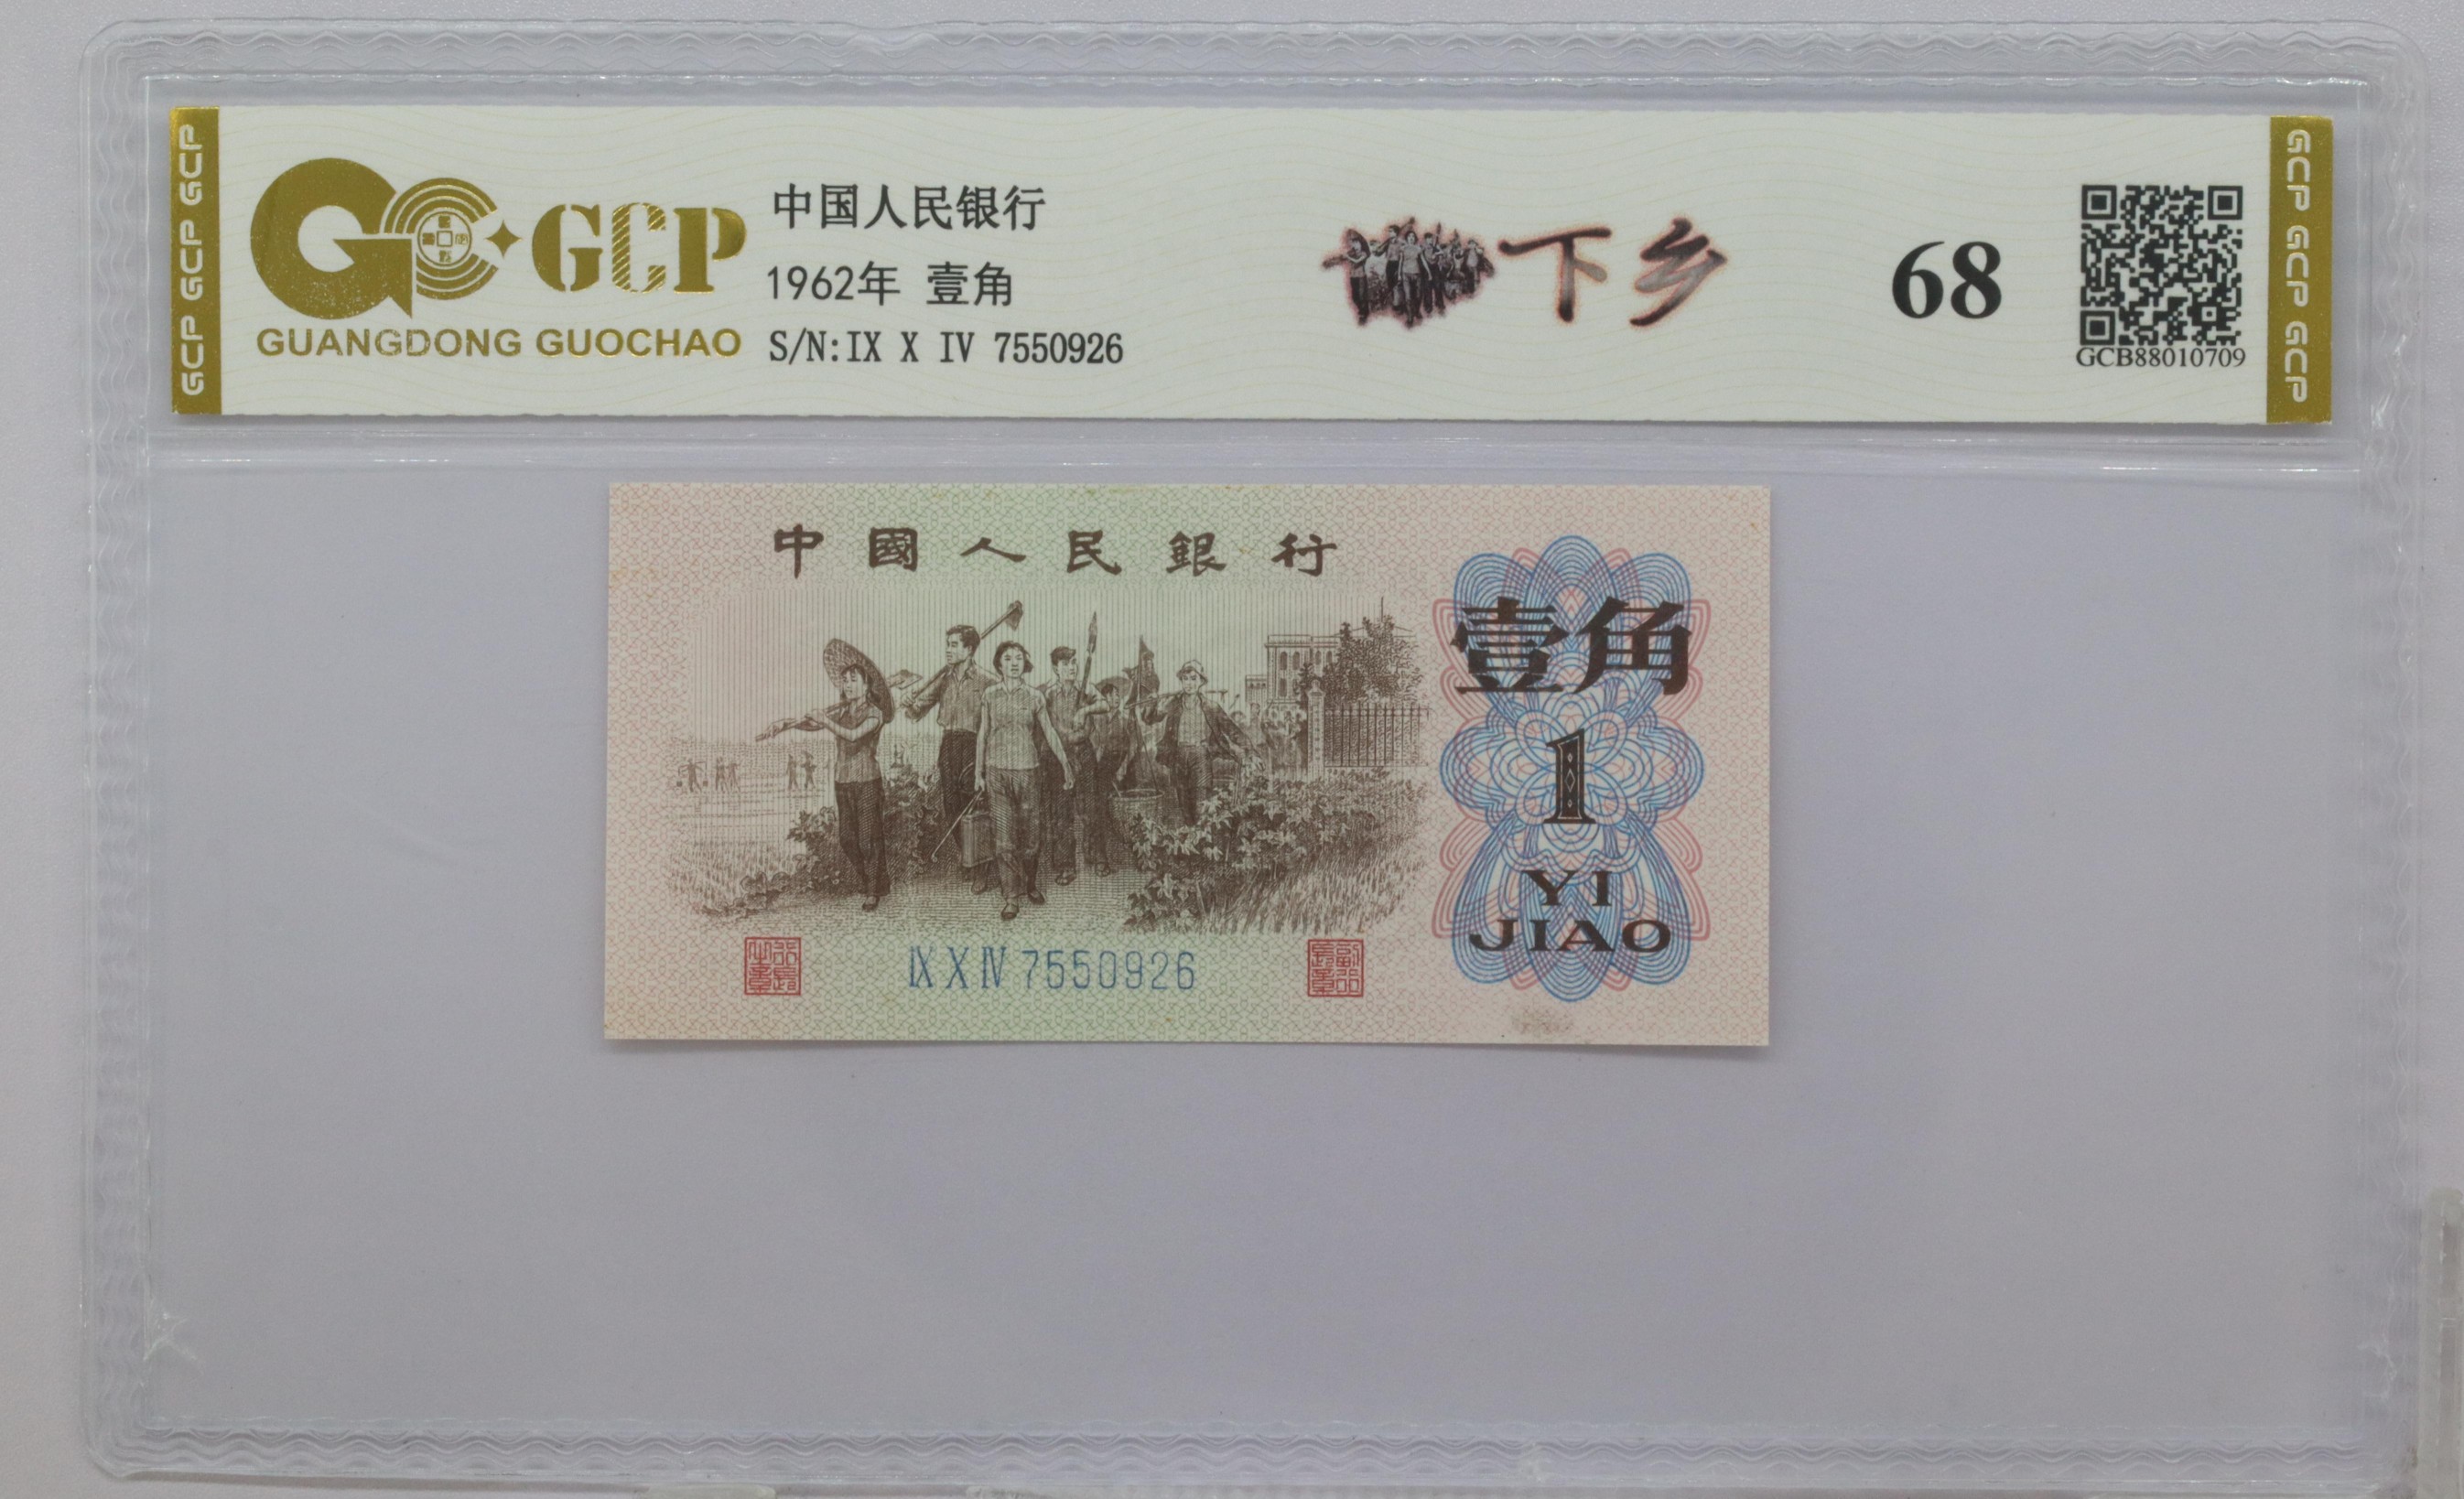 GCP GCP GCP
GCP
GUANGDONG GUOCHAO
中国人民银行
1962年 壹角
S/N:IX X IV 7550926
下乡
68
GCB88010709
GCP GCP GCP
中國人民銀行
壹角
1
YI
JIAO
IX X IV 7550926